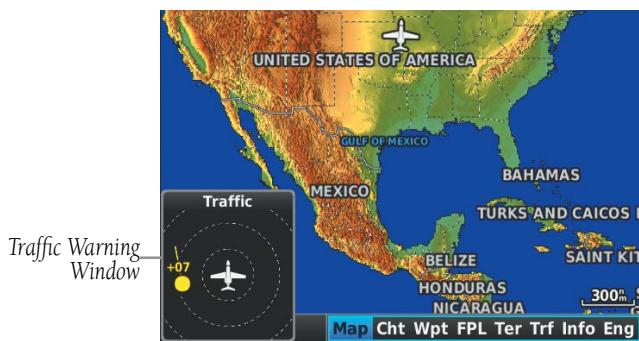 UNITED STATES OF AMERICA
GULF OF MEXICO
BAHAMAS
MEXICO
TURKS AND CAICOS
SAINT KIT
BELIZE
HONDURAS
NICARAGUA
300nm
Traffic
+07
Traffic Warning
Window
Map Cht Wpt FPL Ter Trf Info Eng